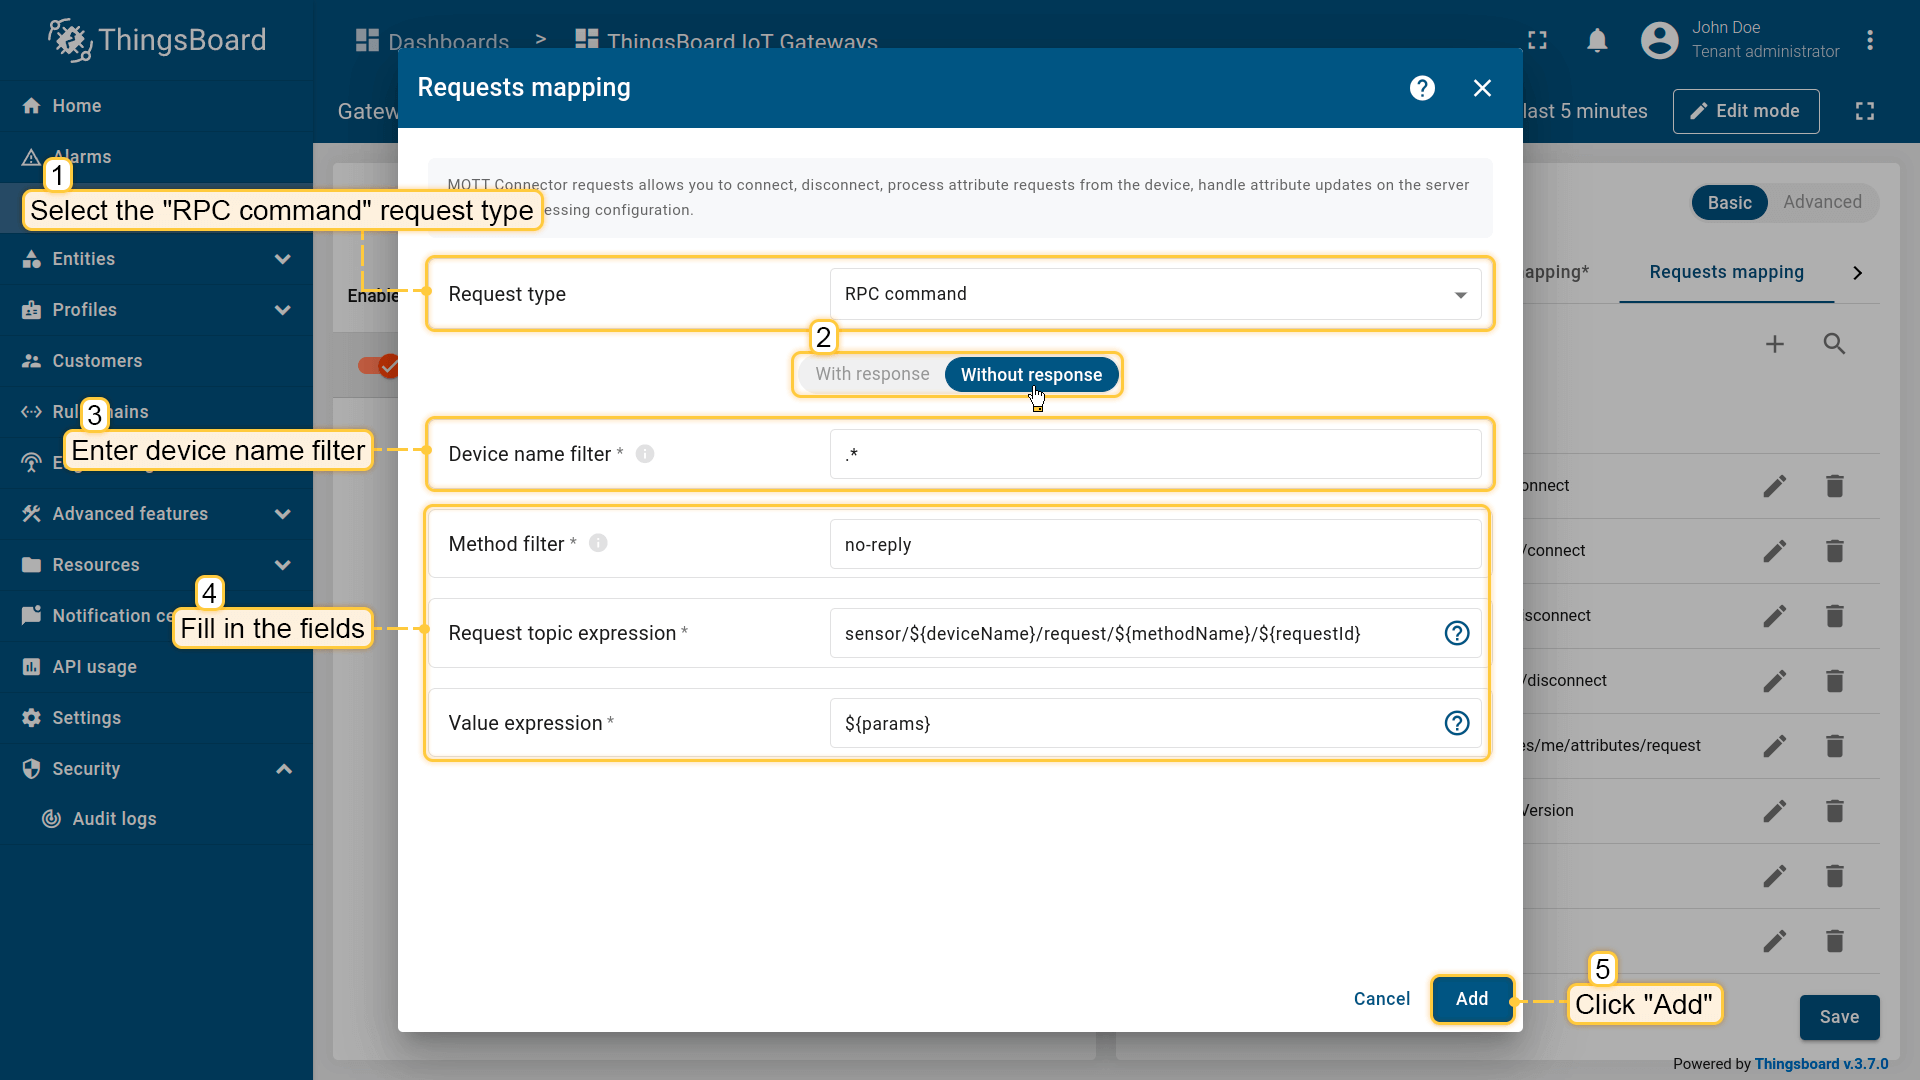 ThingsBoard
Dashboards > ThingsBoard IoT Gateways
John Doe
Tenant administrator
Home
Alarms
Entities
Profiles
Customers
Advanced features
Resources
Notification ce
API usage
Settings
Security
Audit logs
Gatew
last 5 minutes
Edit mode
Enable
Requests mapping
MQTT Connector requests allows you to connect, disconnect, process attribute requests from the device, handle attribute updates on the server
essing configuration.
1
Select the "RPC command" request type
Request type
RPC command
2
With response
Without response
3
Enter device name filter
Device name filter *
.*
Method filter *
no-reply
4
Fill in the fields
Request topic expression *
sensor/${deviceName}/request/${methodName}/${requestId}
Value expression *
${params}
Cancel
Add
5
Click "Add"
Basic
Advanced
apping*
Requests mapping
onnect
/connect
sconnect
/disconnect
es/me/attributes/request
Version
Save
Powered by Thingsboard v.3.7.0